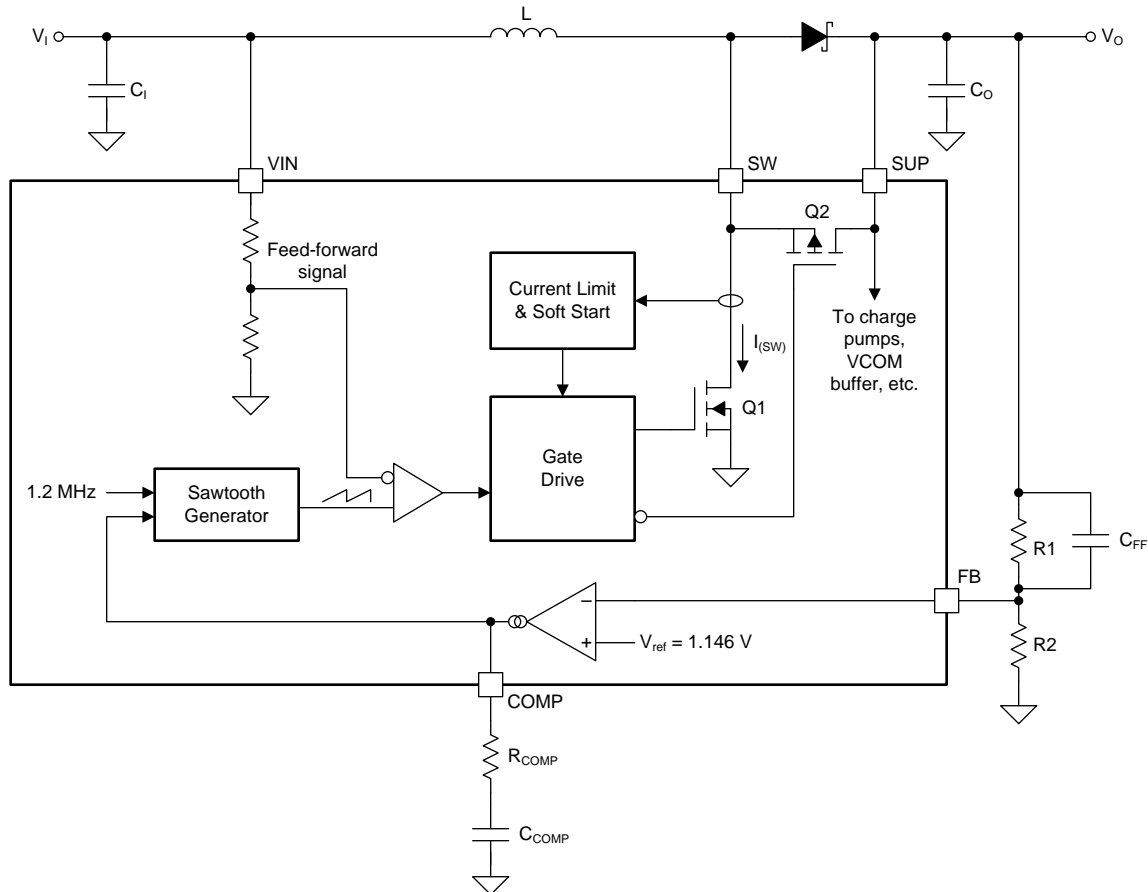 L
V_I
V_O
C_I
C_O
VIN
SW
SUP
Q2
Feed-forward
signal
Current Limit
& Soft Start
I_(SW)
To charge
pumps,
VCOM
buffer, etc.
Q1
Gate
Drive
1.2 MHz
Sawtooth
Generator
R1
C_FF
FB
−
+
V_ref = 1.146 V
R2
COMP
R_COMP
C_COMP